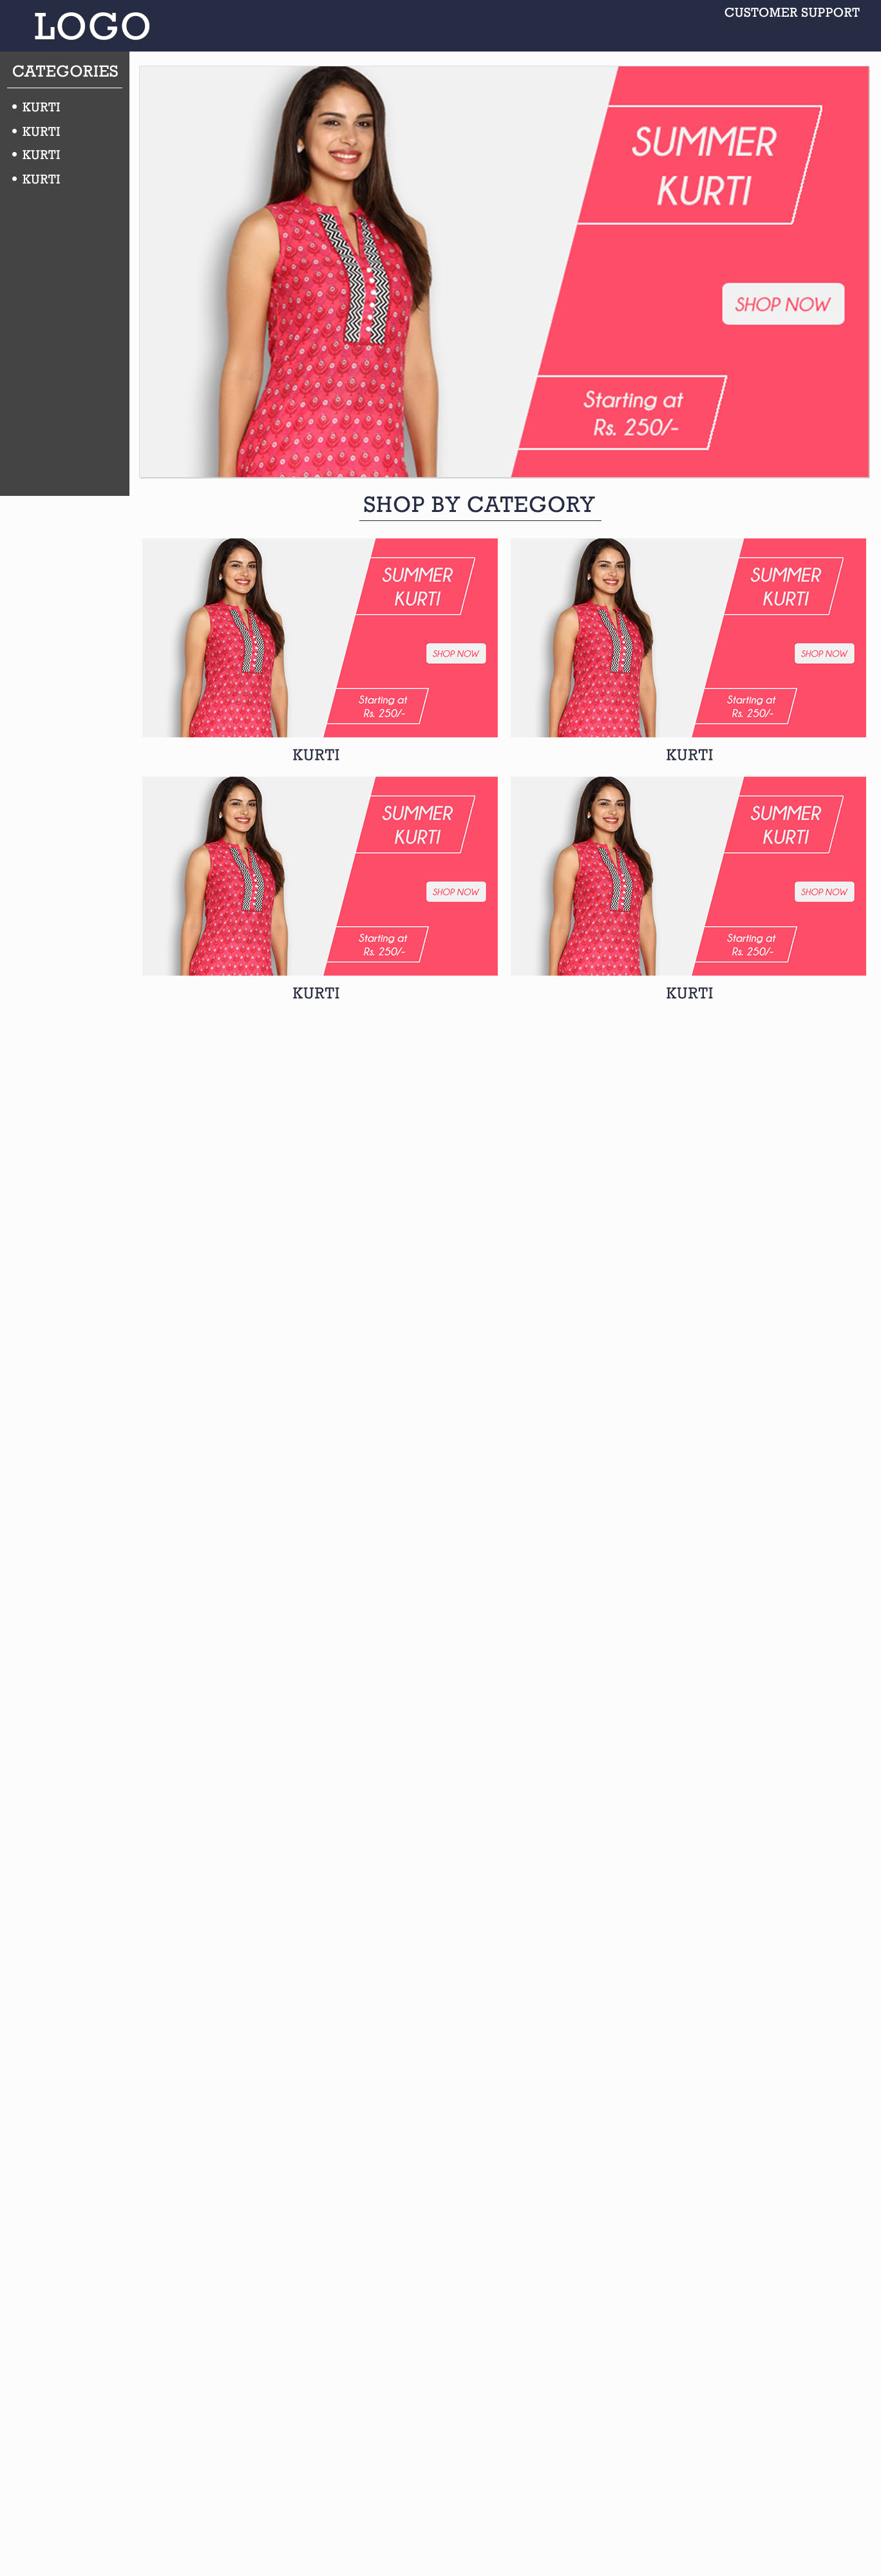 LOGO
CUSTOMER SUPPORT
CATEGORIES
• KURTI
• KURTI
• KURTI
• KURTI
SUMMER
KURTI
SHOP NOW
Starting at
Rs. 250/-
SHOP BY CATEGORY
SUMMER
KURTI
SHOP NOW
Starting at
Rs. 250/-
KURTI
SUMMER
KURTI
SHOP NOW
Starting at
Rs. 250/-
KURTI
SUMMER
KURTI
SHOP NOW
Starting at
Rs. 250/-
KURTI
SUMMER
KURTI
SHOP NOW
Starting at
Rs. 250/-
KURTI